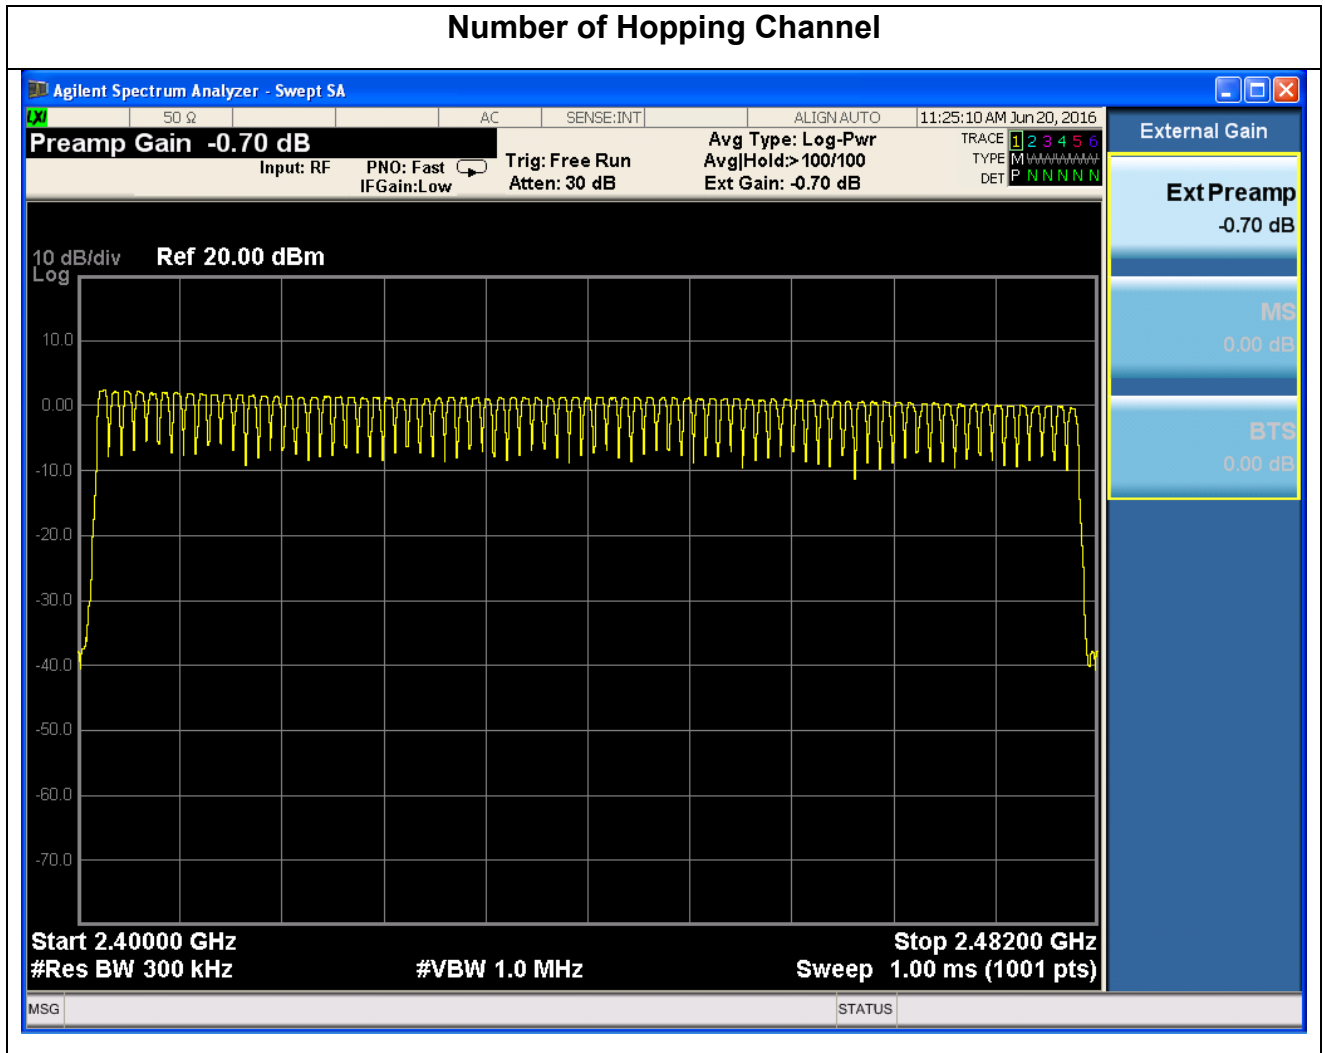 Number of Hopping Channel
Agilent Spectrum Analyzer - Swept SA
LXI 50 Ω AC SENSE:INT ALIGN AUTO 11:25:10 AM Jun 20, 2016
Preamp Gain -0.70 dB
Input: RF PNO: Fast Trig: Free Run Avg Type: Log-Pwr TRACE 1 2 3 4 5 6
IFGain:Low Atten: 30 dB Avg|Hold:> 100/100 TYPE M WWWWW
Ext Gain: -0.70 dB DET P N N N N N
External Gain
Ext Preamp
-0.70 dB
MS
0.00 dB
BTS
0.00 dB
10 dB/div Ref 20.00 dBm
Log
10.0
0.00
-10.0
-20.0
-30.0
-40.0
-50.0
-60.0
-70.0
Start 2.40000 GHz Stop 2.48200 GHz
#Res BW 300 kHz #VBW 1.0 MHz Sweep 1.00 ms (1001 pts)
MSG STATUS